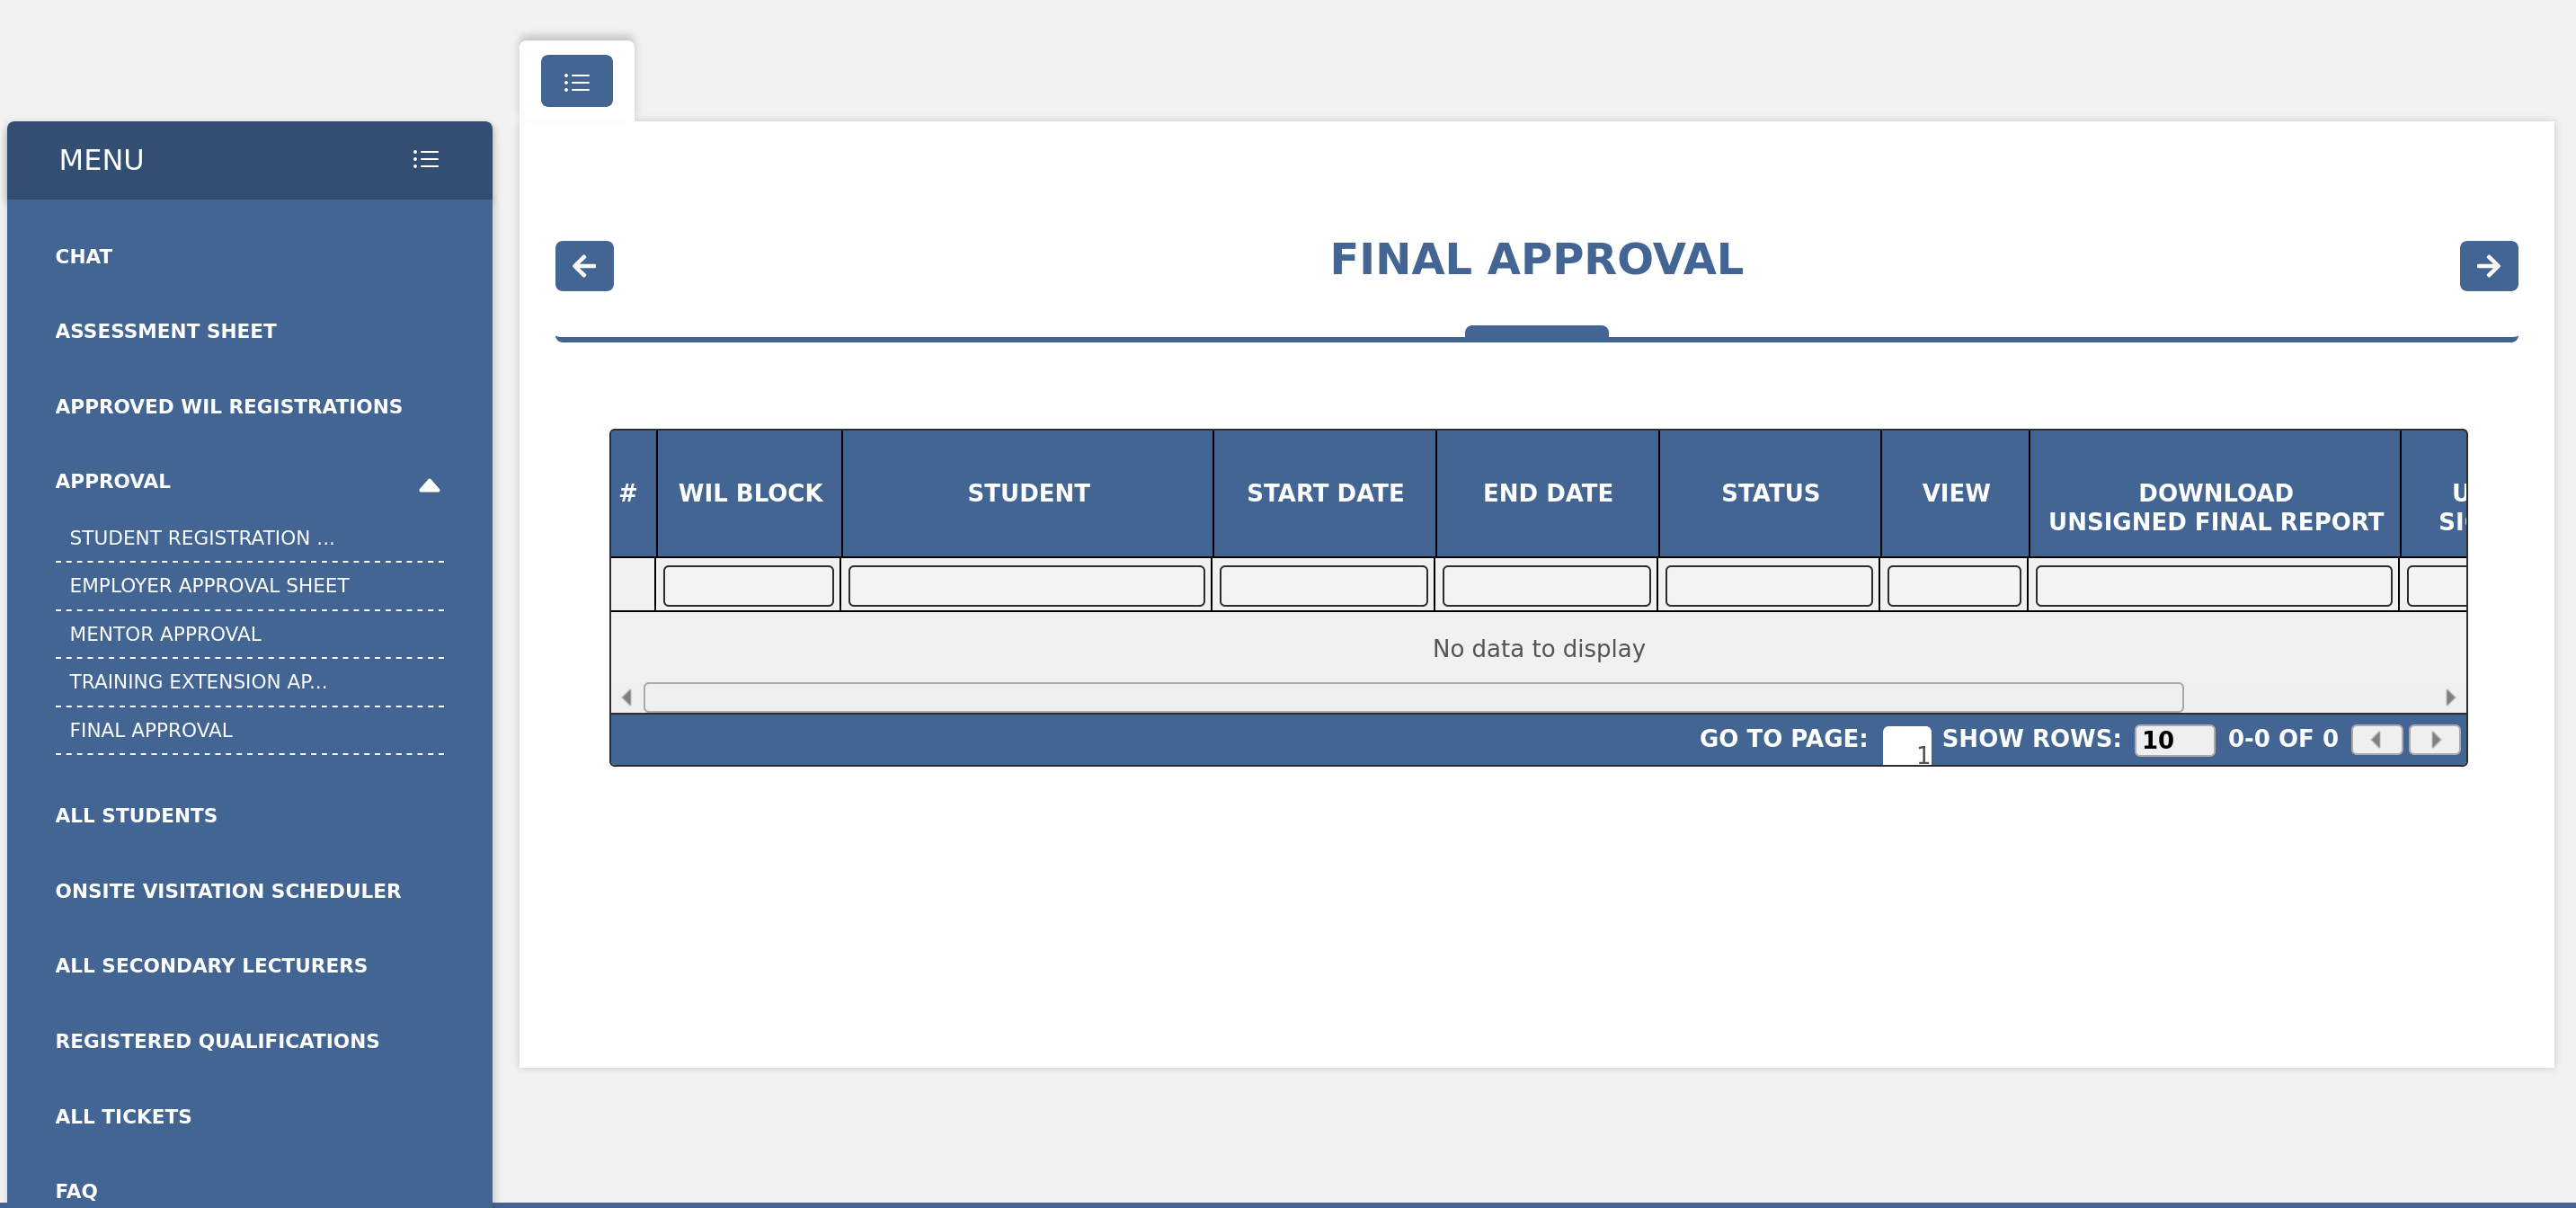 MENU
CHAT
ASSESSMENT SHEET
APPROVED WIL REGISTRATIONS
APPROVAL
STUDENT REGISTRATION ...
EMPLOYER APPROVAL SHEET
MENTOR APPROVAL
TRAINING EXTENSION AP...
FINAL APPROVAL
ALL STUDENTS
ONSITE VISITATION SCHEDULER
ALL SECONDARY LECTURERS
REGISTERED QUALIFICATIONS
ALL TICKETS
FAQ
FINAL APPROVAL
# WIL BLOCK STUDENT START DATE END DATE STATUS VIEW DOWNLOAD
UNSIGNED FINAL REPORT
No data to display
GO TO PAGE: 1 SHOW ROWS: 10 0-0 OF 0